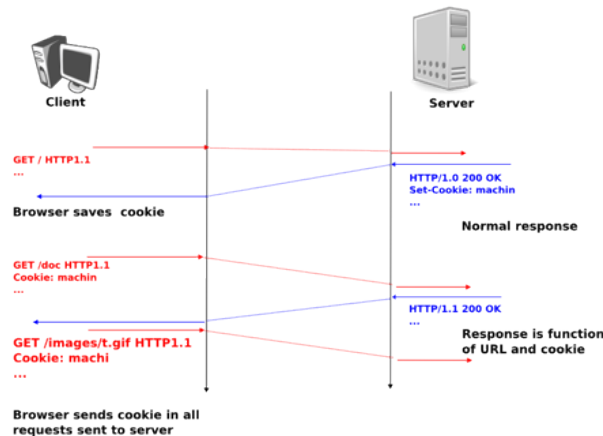 Client
Server
GET / HTTP1.1
...
HTTP/1.0 200 OK
Set-Cookie: machin
...
Browser saves cookie
Normal response
GET /doc HTTP1.1
Cookie: machin
...
HTTP/1.1 200 OK
...
GET /images/t.gif HTTP1.1
Cookie: machi
...
Response is function
of URL and cookie
Browser sends cookie in all
requests sent to server